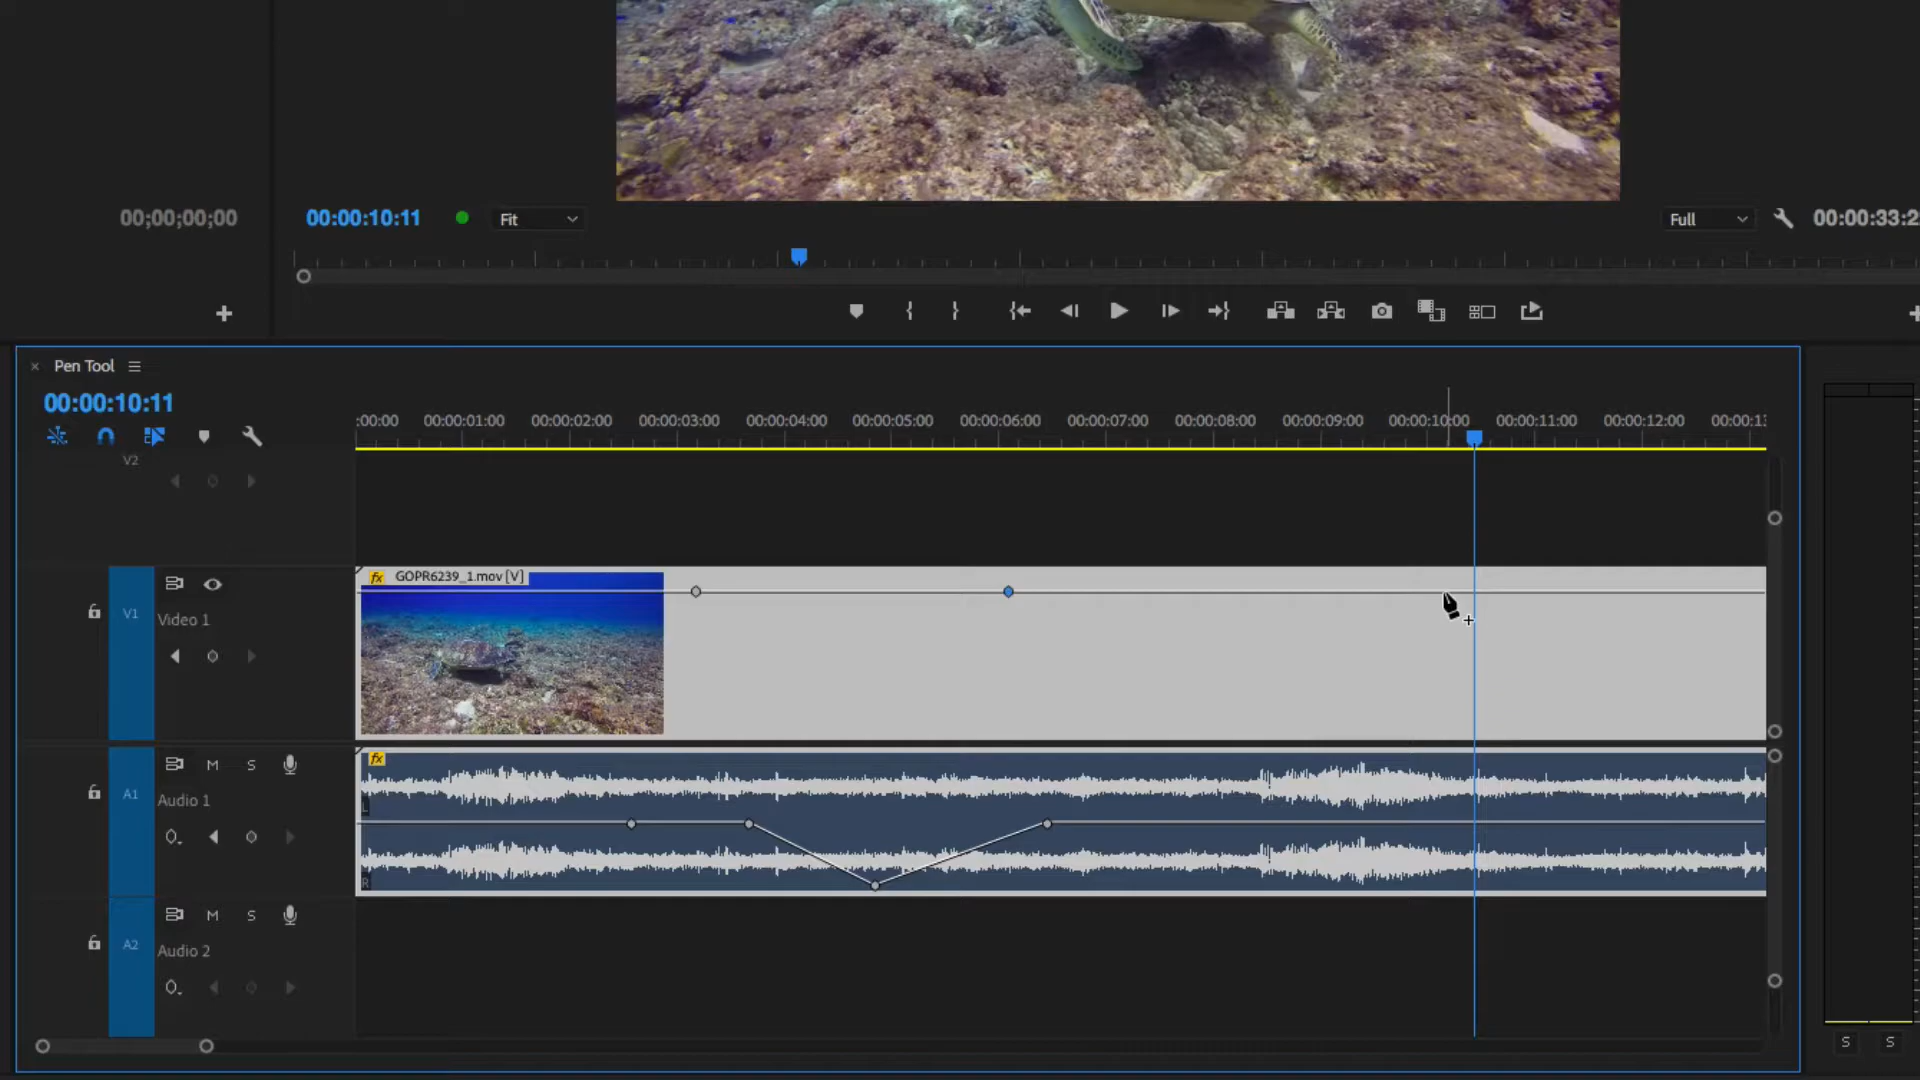 00;00;00;00
00:00:10:11
Fit
Full
00:00:33:2
Pen Tool
00:00:10:11
:00:00
00:00:01:00
00:00:02:00
00:00:03:00
00:00:04:00
00:00:05:00
00:00:06:00
00:00:07:00
00:00:08:00
00:00:09:00
00:00:10:00
00:00:11:00
00:00:12:00
00:00:13
V2
fx GOPR6239_1.mov [V]
V1
Video 1
fx
M S
A1
Audio 1
L
R
M S
A2
Audio 2
S S